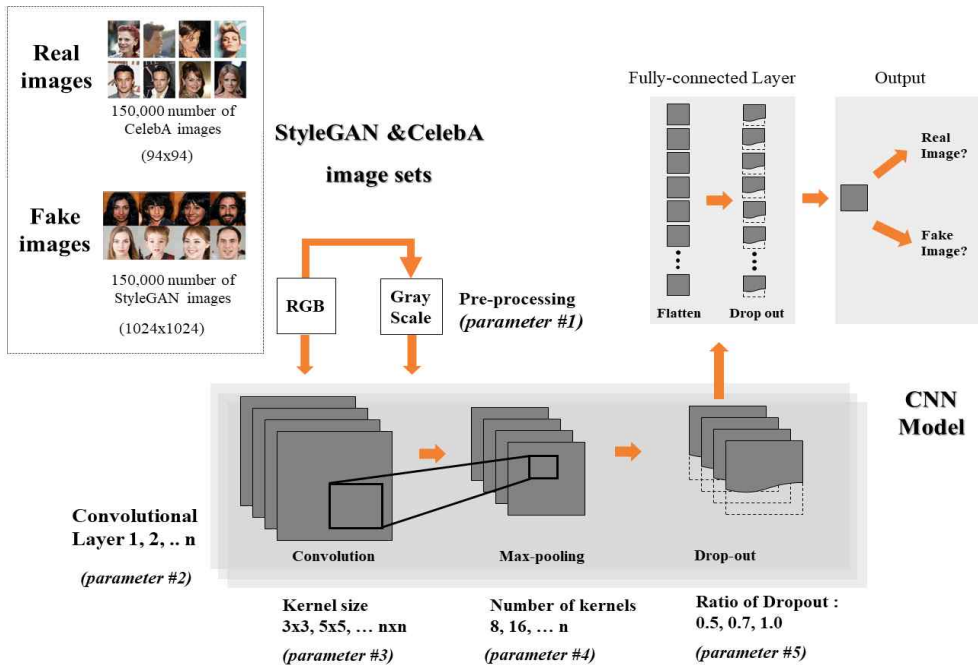 Real
images
150,000 number of
CelebA images
(94x94)
Fake
images
150,000 number of
StyleGAN images
(1024x1024)
StyleGAN &CelebA
image sets
RGB
Gray
Scale
Pre-processing
(parameter #1)
Fully-connected Layer
Flatten
Drop out
Output
Real
Image?
Fake
Image?
CNN
Model
Convolutional
Layer 1, 2, .. n
(parameter #2)
Convolution
Max-pooling
Drop-out
Kernel size
3x3, 5x5, ... nxn
(parameter #3)
Number of kernels
8, 16, ... n
(parameter #4)
Ratio of Dropout :
0.5, 0.7, 1.0
(parameter #5)